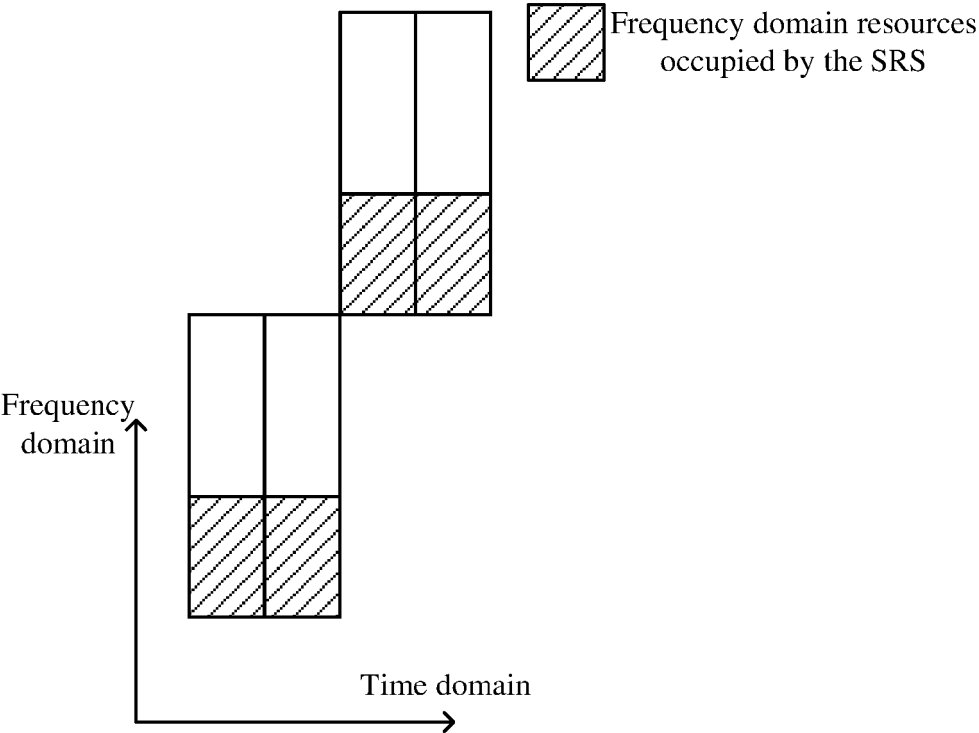 Frequency domain resources
occupied by the SRS
Frequency
domain
Time domain